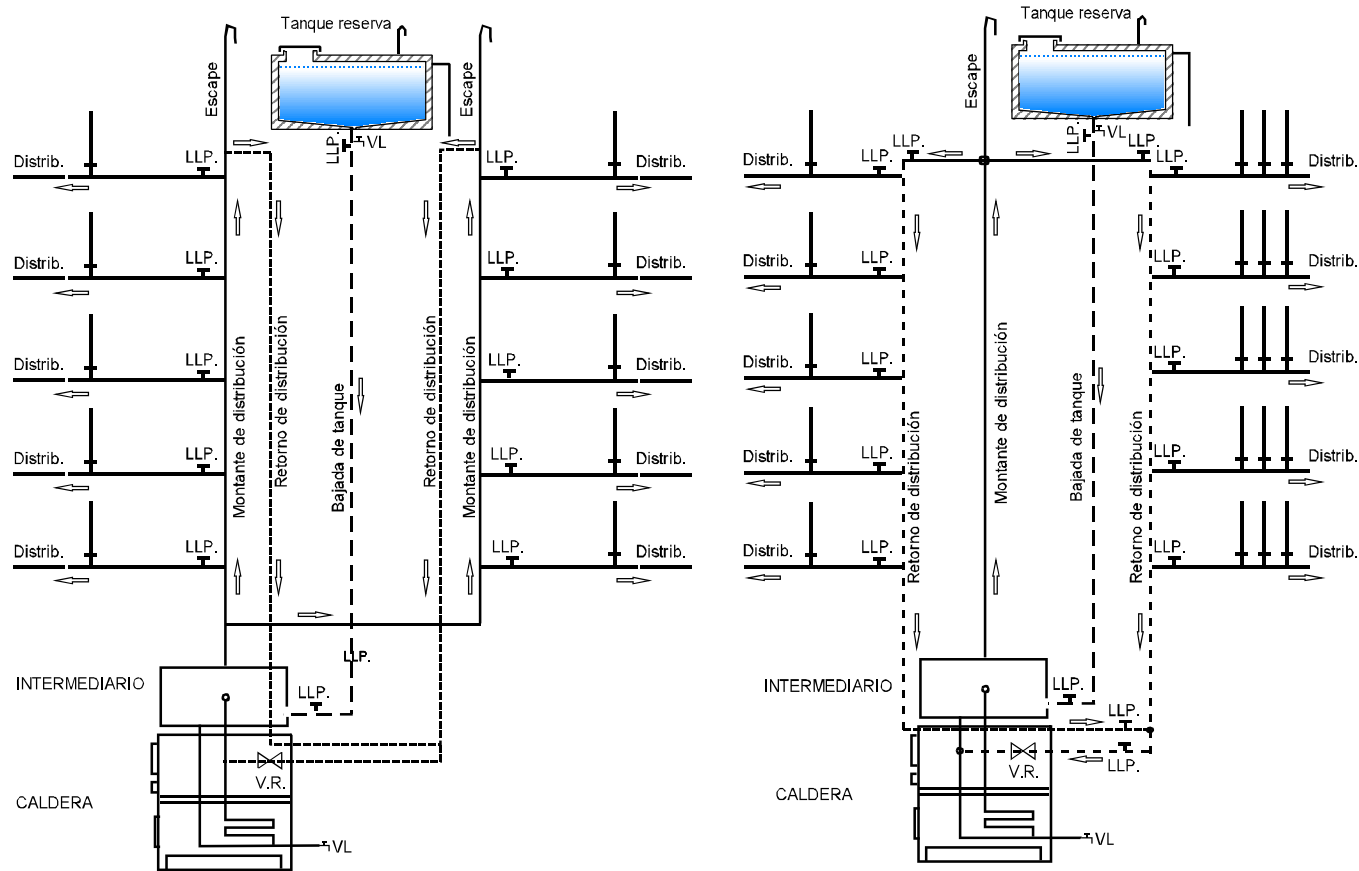 Tanque reserva
Escape
Escape
LLP.
VL
Distrib.
LLP.
LLP.
Distrib.
Distrib.
LLP.
LLP.
Distrib.
Distrib.
LLP.
LLP.
Distrib.
Distrib.
LLP.
LLP.
Distrib.
Distrib.
LLP.
LLP.
Distrib.
Montante de distribución
Retorno de distribución
Bajada de tanque
Retorno de distribución
Montante de distribución
LLP.
INTERMEDIARIO
LLP.
V.R.
CALDERA
VL
Tanque reserva
Escape
LLP.
VL
LLP.
LLP.
Distrib.
LLP.
LLP.
Distrib.
Distrib.
LLP.
LLP.
Distrib.
Distrib.
LLP.
LLP.
Distrib.
Distrib.
LLP.
LLP.
Distrib.
Distrib.
LLP.
LLP.
Distrib.
Retorno de distribución
Montante de distribución
Bajada de tanque
Retorno de distribución
INTERMEDIARIO
LLP.
LLP.
LLP.
V.R.
CALDERA
VL